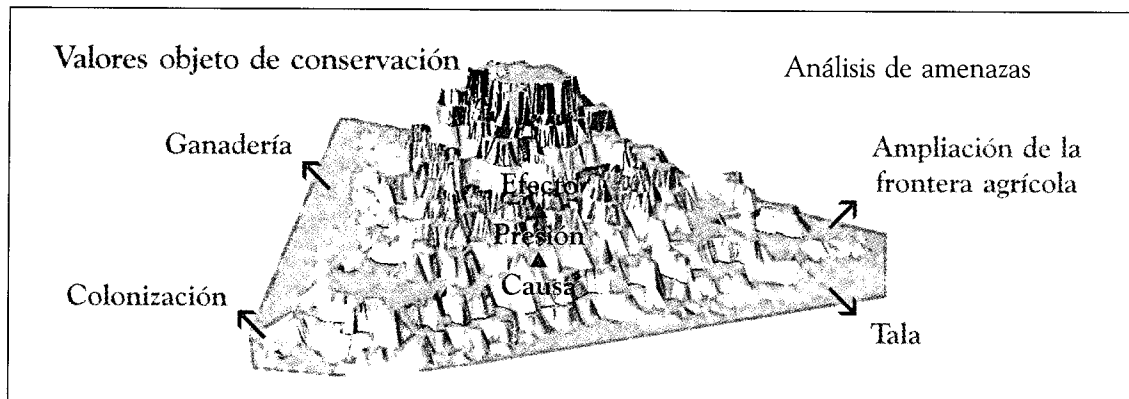 Valores objeto de conservación
Análisis de amenazas
Ganadería
Ampliación de la
frontera agrícola
Efecto
Presión
Causa
Colonización
Tala